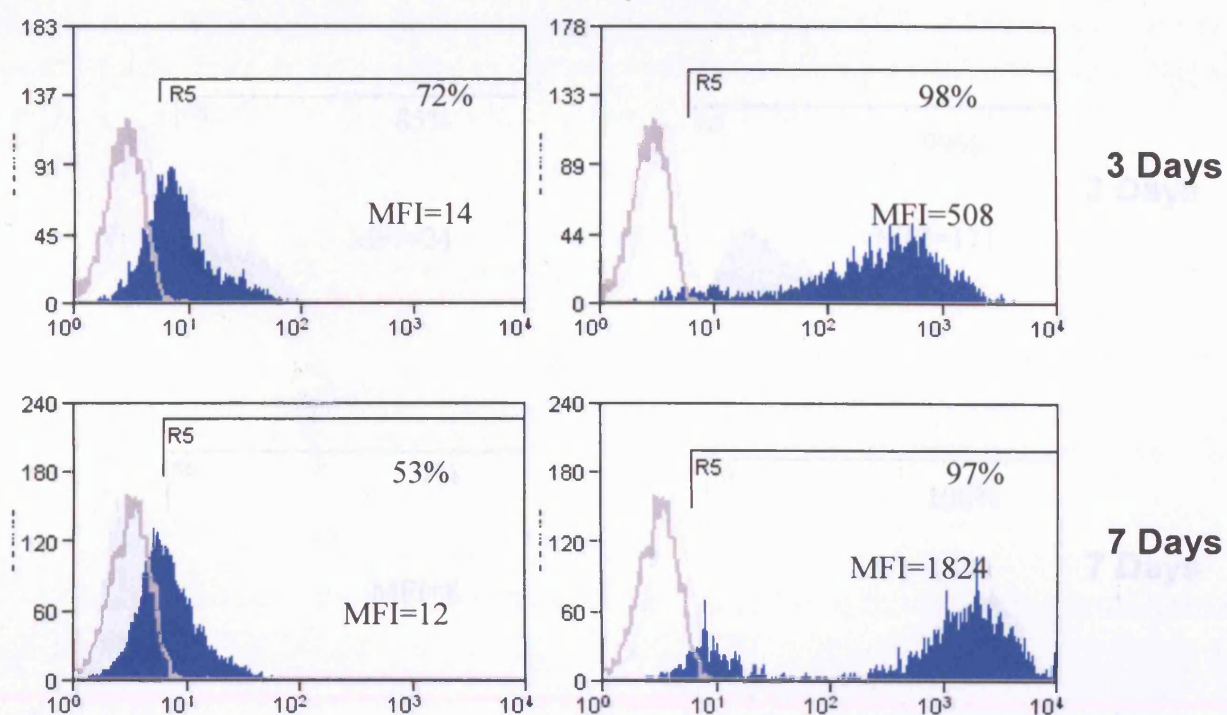 183
137
91
45
0
R5
72%
MFI=14
10⁰ 10¹ 10² 10³ 10⁴
178
133
89
44
0
R5
98%
MFI=508
10⁰ 10¹ 10² 10³ 10⁴
3 Days
240
180
120
60
0
R5
53%
MFI=12
10⁰ 10¹ 10² 10³ 10⁴
240
180
120
60
0
R5
97%
MFI=1824
10⁰ 10¹ 10² 10³ 10⁴
7 Days